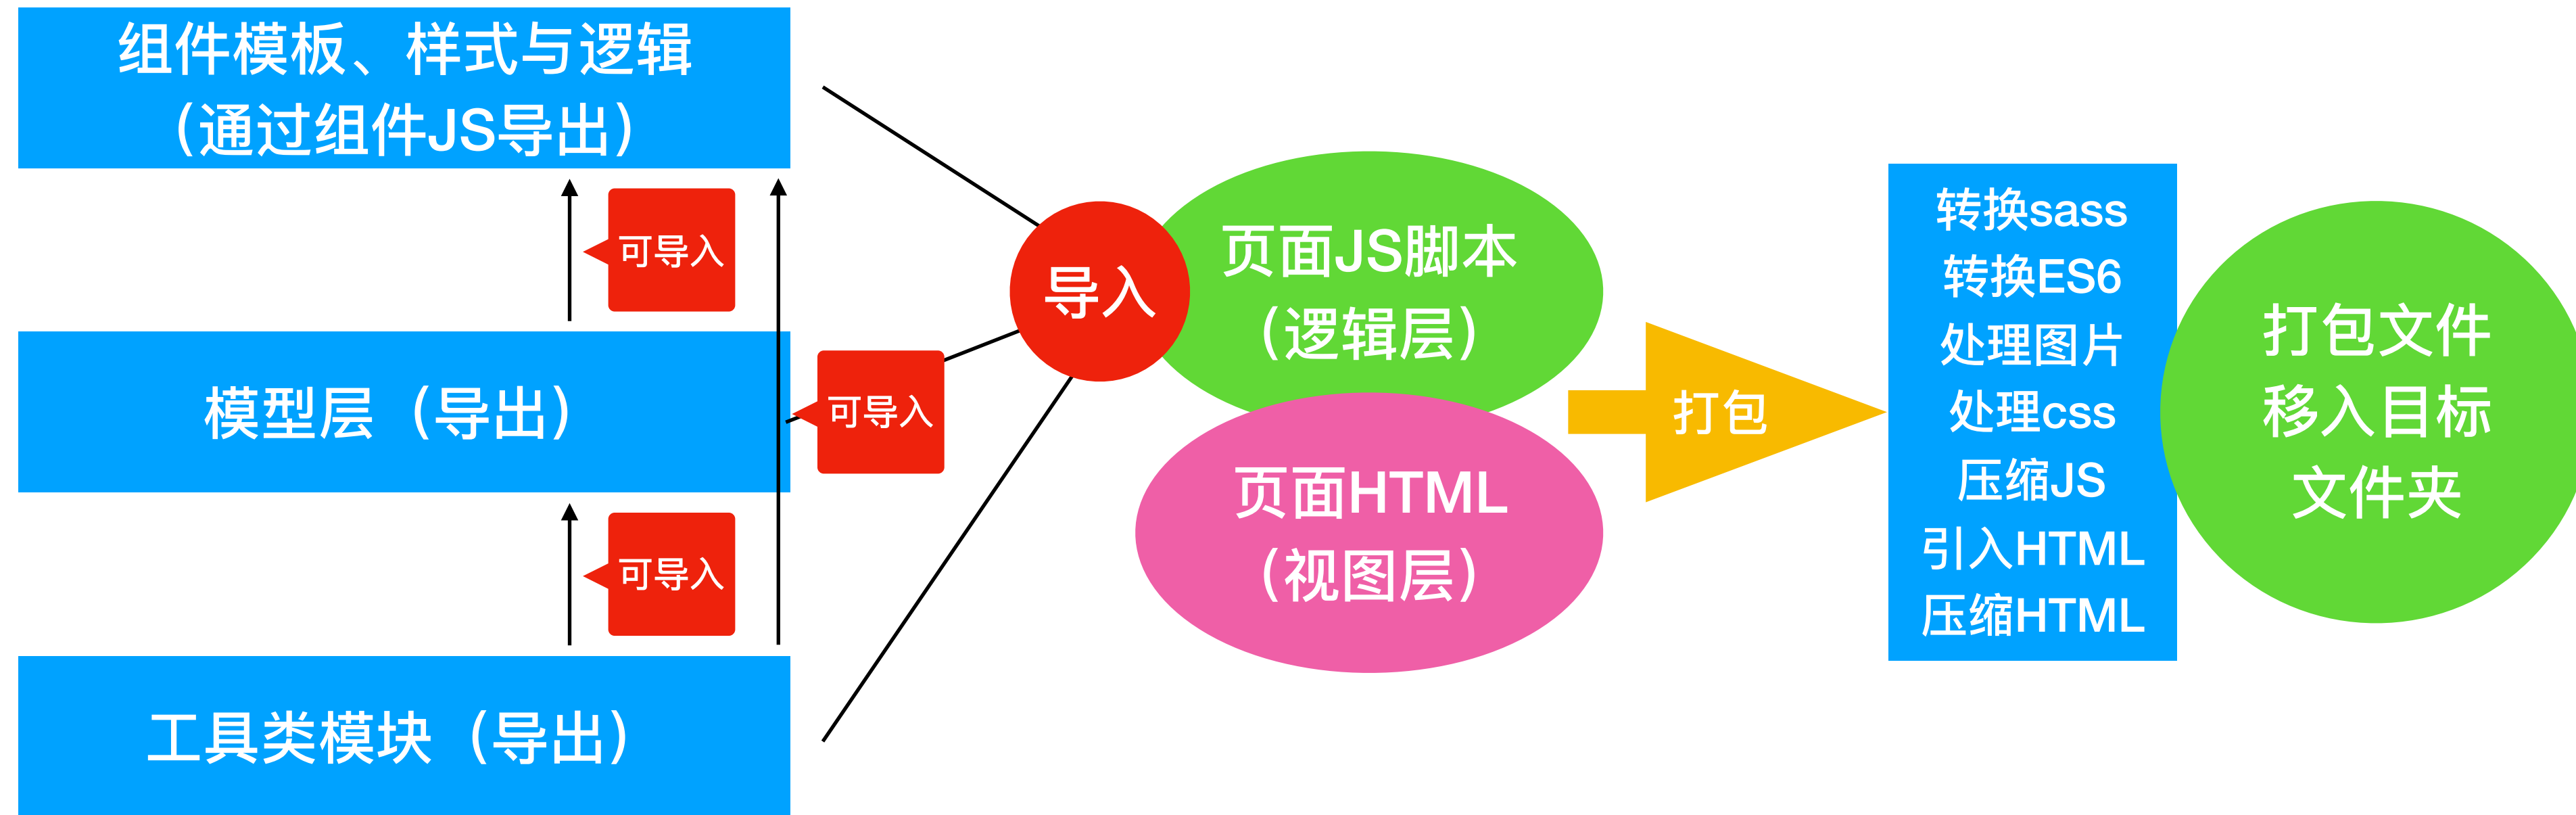 组件模板、样式与逻辑
（通过组件JS导出）
可导入
模型层（导出）
可导入
可导入
工具类模块（导出）
导入
页面JS脚本
（逻辑层）
页面HTML
（视图层）
打包
转换sass
转换ES6
处理图片
处理css
压缩JS
引入HTML
压缩HTML
打包文件
移入目标
文件夹